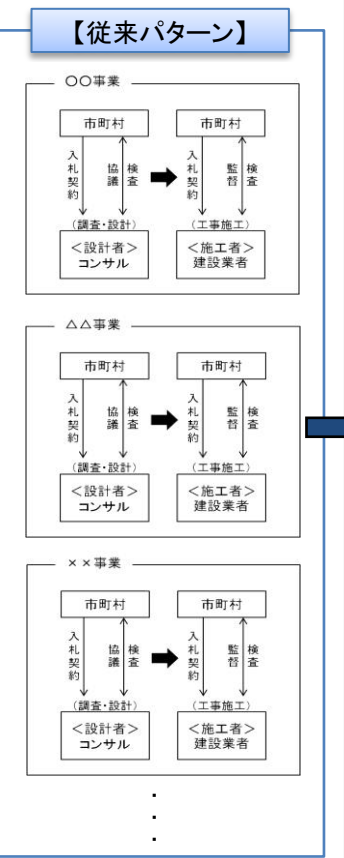 【従来パターン】
〇〇事業
市町村
市町村
入札契約
協議
検査
入札契約
監督
検査
(調査・設計)
(工事施工)
＜設計者＞
コンサル
＜施工者＞
建設業者
△△事業
市町村
市町村
入札契約
協議
検査
入札契約
監督
検査
(調査・設計)
(工事施工)
＜設計者＞
コンサル
＜施工者＞
建設業者
××事業
市町村
市町村
入札契約
協議
検査
入札契約
監督
検査
(調査・設計)
(工事施工)
＜設計者＞
コンサル
＜施工者＞
建設業者
・
・
・